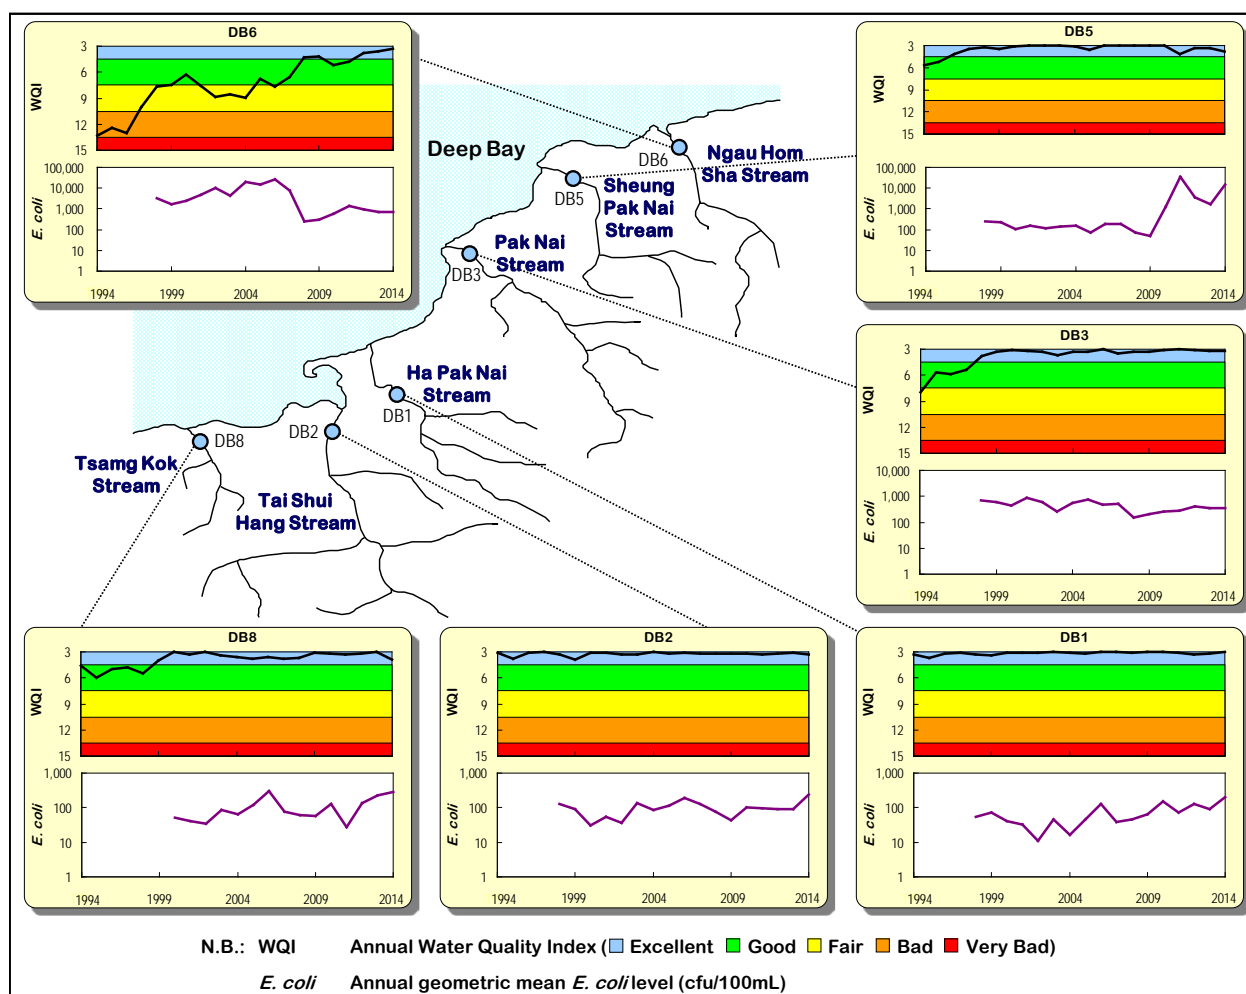 DB6
3
6
9
12
15
WQI
100,000
10,000
1,000
100
10
1
E. coli
1994
1999
2004
2009
2014
DB5
3
6
9
12
15
WQI
100,000
10,000
1,000
100
10
1
E. coli
1994
1999
2004
2009
2014
Deep Bay
DB6
Ngau Hom
Sha Stream
DB5
Sheung
Pak Nai
Stream
Pak Nai
Stream
DB3
Ha Pak Nai
Stream
DB1
DB2
DB8
Tsamg Kok
Stream
Tai Shui
Hang Stream
DB3
3
6
9
12
15
WQI
10,000
1,000
100
10
1
E. coli
1994
1999
2004
2009
2014
DB8
3
6
9
12
15
WQI
1,000
100
10
1
E. coli
1994
1999
2004
2009
2014
DB2
3
6
9
12
15
WQI
1,000
100
10
1
E. coli
1994
1999
2004
2009
2014
DB1
3
6
9
12
15
WQI
1,000
100
10
1
E. coli
1994
1999
2004
2009
2014
N.B.: WQI Annual Water Quality Index ( Excellent Good Fair Bad Very Bad)
E. coli Annual geometric mean E. coli level (cfu/100mL)